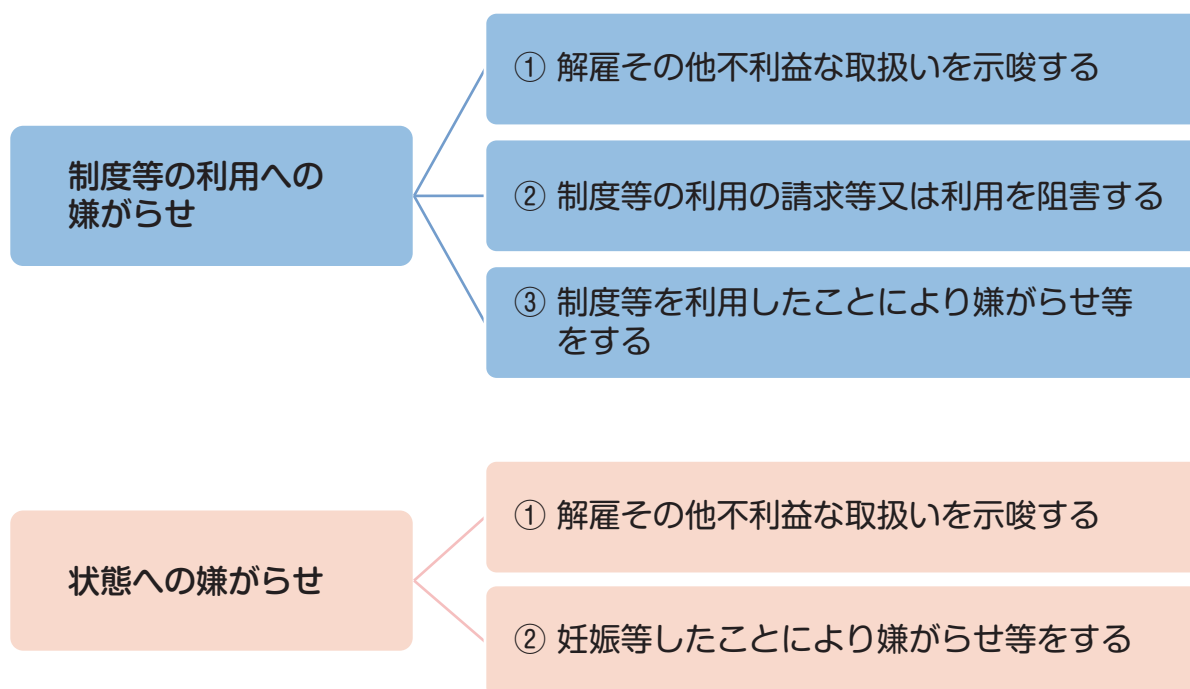 制度等の利用への
嫌がらせ
① 解雇その他不利益な取扱いを示唆する
② 制度等の利用の請求等又は利用を阻害する
③ 制度等を利用したことにより嫌がらせ等
をする
状態への嫌がらせ
① 解雇その他不利益な取扱いを示唆する
② 妊娠等したことにより嫌がらせ等をする